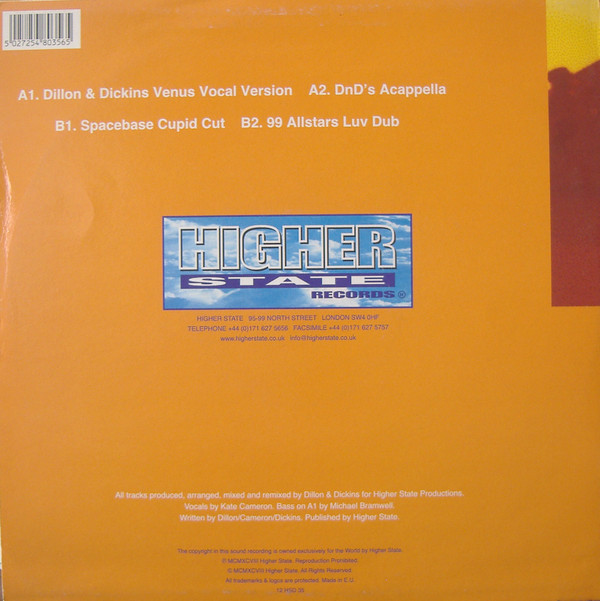 5 027254 803565
A1. Dillon & Dickins Venus Vocal Version A2. DnD's Acappella
B1. Spacebase Cupid Cut B2. 99 Allstars Luv Dub
HIGHER
STATE
RECORDS
HIGHER STATE 95-99 NORTH STREET LONDON SW4 0HF
TELEPHONE +44 (0)171 627 5656 FACSIMILE +44 (0)171 627 5757
www.higherstate.co.uk info@higherstate.co.uk
All tracks produced, arranged, mixed and remixed by Dillon & Dickins for Higher State Productions.
Vocals by Kate Cameron. Bass on A1 by Michael Bramwell.
Written by Dillon/Cameron/Dickins. Published by Higher State.
The copyright in this sound recording is owned exclusively for the World by Higher State.
℗ MCMXCVIII Higher State. Reproduction Prohibited.
© MCMXCVIII Higher State. All Rights Reserved.
All trademarks & logos are protected. Made in E.U.